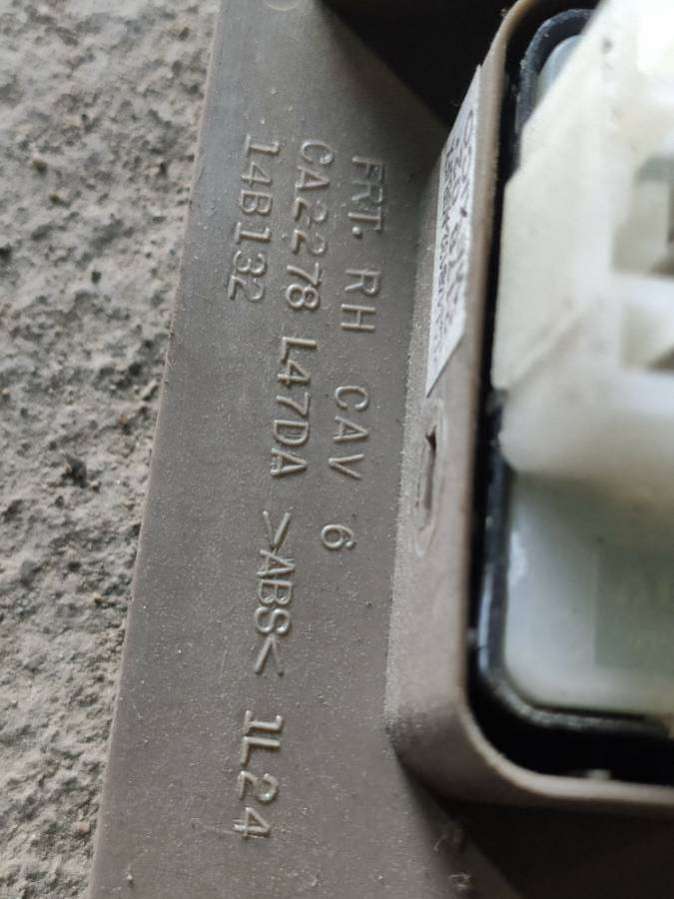 FRT. RH CAV 6
CA2278 L47DA >ABS< 1L24
14B132